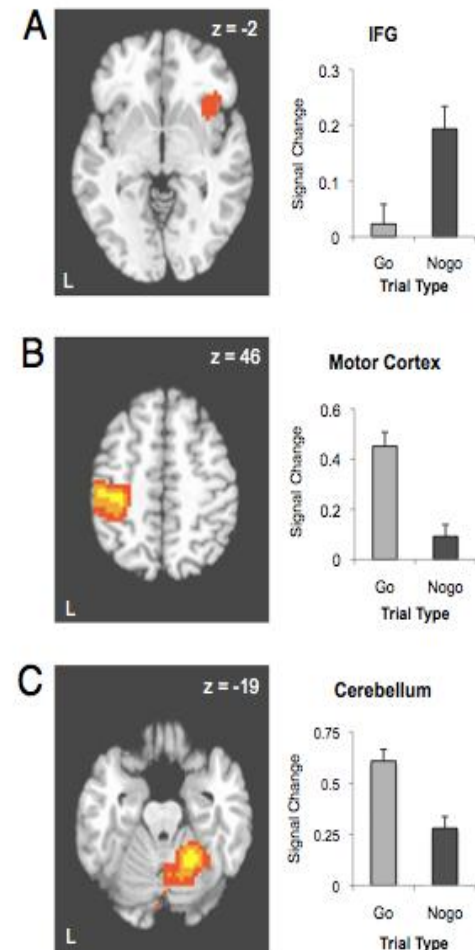 A
z = -2
L
IFG
Signal Change
0.3
0.2
0.1
0
Go Nogo
Trial Type
B
z = 46
L
Motor Cortex
Signal Change
0.6
0.4
0.2
0
Go Nogo
Trial Type
C
z = -19
L
Cerebellum
Signal Change
0.75
0.5
0.25
0
Go Nogo
Trial Type